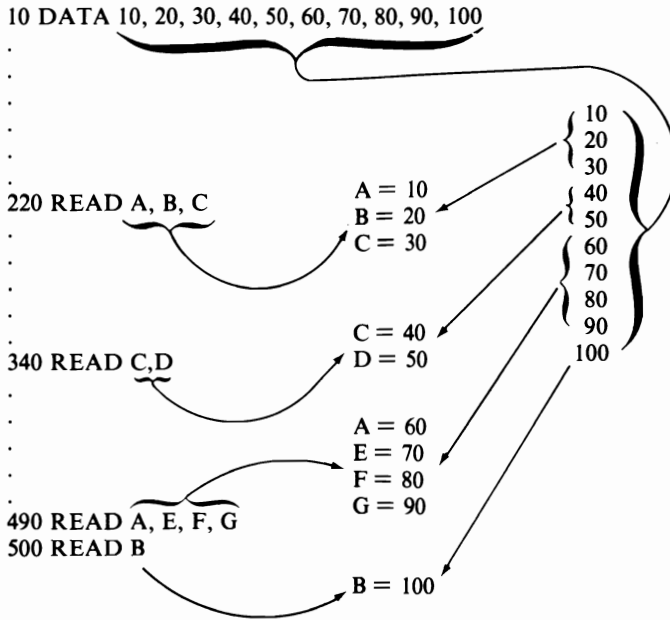 10 DATA 10, 20, 30, 40, 50, 60, 70, 80, 90, 100
10
20
30
40
50
60
70
80
90
100
220 READ A, B, C
A = 10
B = 20
C = 30
340 READ C,D
C = 40
D = 50
490 READ A, E, F, G
A = 60
E = 70
F = 80
G = 90
500 READ B
B = 100